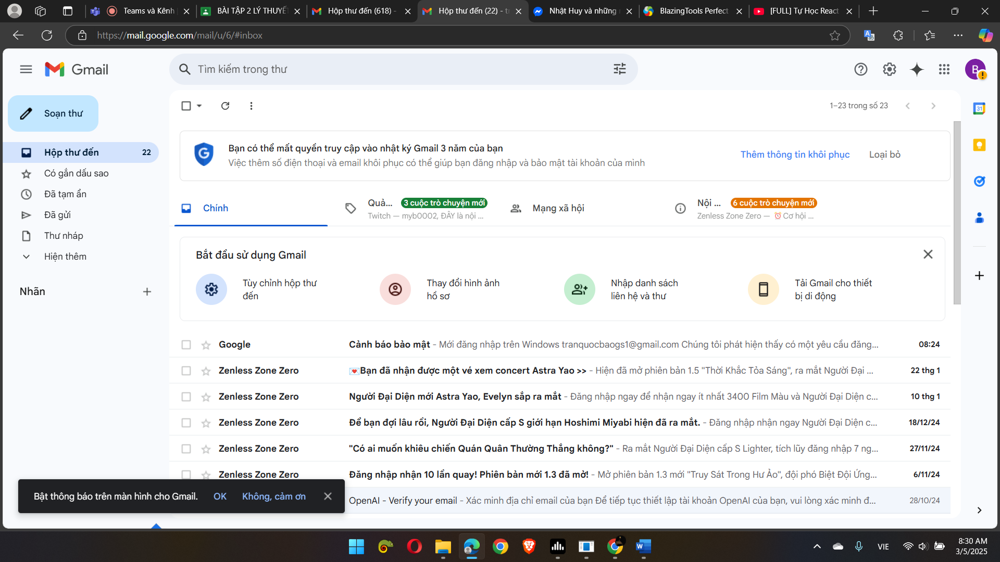 Teams và Kênh
BÀI TẬP 2 LÝ THUYẾT
Hộp thư đến (618) -
Hộp thư đến (22) - t
Nhật Huy và những
BlazingTools Perfect
[FULL] Tự Học React
https://mail.google.com/mail/u/6/#inbox
Gmail
Tìm kiếm trong thư
B
Soạn thư
1–23 trong số 23
Hộp thư đến 22
Có gắn dấu sao
Đã tạm ẩn
Đã gửi
Thư nháp
Hiện thêm
Nhãn
Bạn có thể mất quyền truy cập vào nhật ký Gmail 3 năm của bạn
Việc thêm số điện thoại và email khôi phục có thể giúp bạn đăng nhập và bảo mật tài khoản của mình
Thêm thông tin khôi phục
Loại bỏ
Chính
Quả... 3 cuộc trò chuyện mới
Twitch — myb0002, ĐÂY là nội ...
Mạng xã hội
Nội ... 6 cuộc trò chuyện mới
Zenless Zone Zero — ⏰Cơ hội ...
31
Bắt đầu sử dụng Gmail
Tùy chỉnh hộp thư
đến
Thay đổi hình ảnh
hồ sơ
Nhập danh sách
liên hệ và thư
Tải Gmail cho thiết
bị di động
Google Cảnh báo bảo mật - Mới đăng nhập trên Windows tranquocbaogs1@gmail.com Chúng tôi phát hiện thấy có một yêu cầu đăng... 08:24
Zenless Zone Zero 💌Bạn đã nhận được một vé xem concert Astra Yao >> - Hiện đã mở phiên bản 1.5 "Thời Khắc Tỏa Sáng", ra mắt Người Đại ... 22 thg 1
Zenless Zone Zero Người Đại Diện mới Astra Yao, Evelyn sắp ra mắt - Đăng nhập ngay để nhận ngay ít nhất 3400 Film Màu và Người Đại Diện c... 10 thg 1
Zenless Zone Zero Để bạn đợi lâu rồi, Người Đại Diện cấp S giới hạn Hoshimi Miyabi hiện đã ra mắt. - Đăng nhập nhận ngay Người Đại Diện c... 18/12/24
Zenless Zone Zero "Có ai muốn khiêu chiến Quán Quân Thường Thắng không?" - Ra mắt Người Đại Diện cấp S Lighter, tích lũy đăng nhập 7 ng... 27/11/24
Zenless Zone Zero Đăng nhập nhận 10 lần quay! Phiên bản mới 1.3 đã mở! - Mở phiên bản 1.3 mới "Truy Sát Trong Hư Ảo", đội phó Biệt Đội Ứng... 6/11/24
OpenAI - Verify your email - Xác minh địa chỉ email của bạn Để tiếp tục thiết lập tài khoản OpenAI của bạn, vui lòng xác minh đ... 28/10/24
Bật thông báo trên màn hình cho Gmail. OK Không, cảm ơn
VIE
8:30 AM
3/5/2025